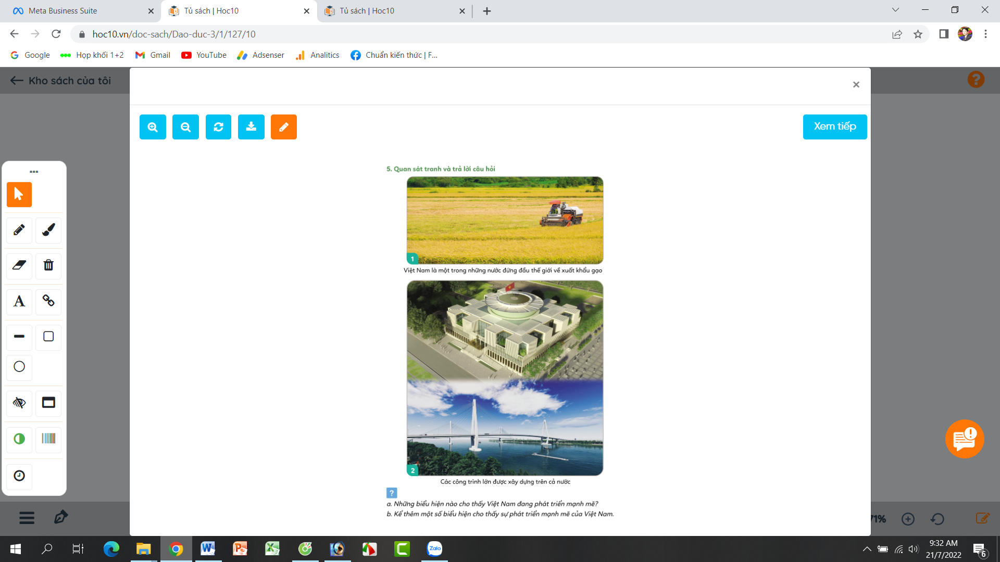 Meta Business Suite
Tủ sách | Hoc10
Tủ sách | Hoc10
hoc10.vn/doc-sach/Dao-duc-3/1/127/10
Google
Họp khối 1+2
Gmail
YouTube
Adsenser
Analitics
Chuẩn kiến thức | F...
Kho sách của tôi
?
Xem tiếp
5. Quan sát tranh và trả lời câu hỏi
1
Việt Nam là một trong những nước đứng đầu thế giới về xuất khẩu gạo
2
Các công trình lớn được xây dựng trên cả nước
?
a. Những biểu hiện nào cho thấy Việt Nam đang phát triển mạnh mẽ?
b. Kể thêm một số biểu hiện cho thấy sự phát triển mạnh mẽ của Việt Nam.
A
71%
Zalo
9:32 AM
21/7/2022
6